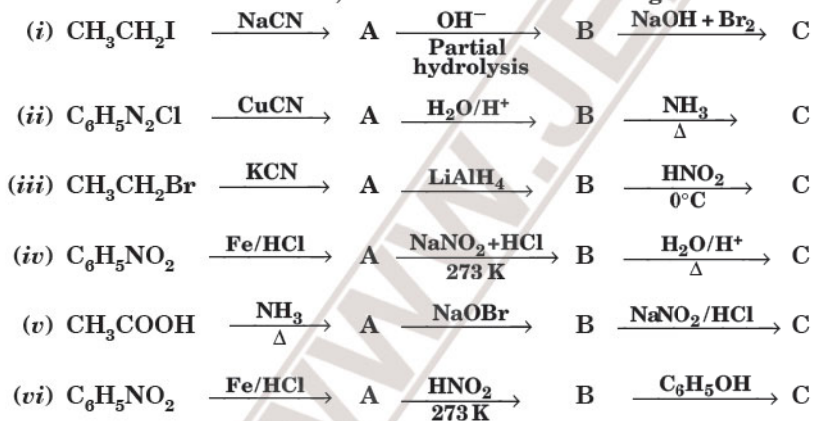 (i) CH₃CH₂I —NaCN→ A —OH⁻ / Partial hydrolysis→ B —NaOH + Br₂→ C
(ii) C₆H₅N₂Cl —CuCN→ A —H₂O/H⁺→ B —NH₃ / Δ→ C
(iii) CH₃CH₂Br —KCN→ A —LiAlH₄→ B —HNO₂ / 0°C→ C
(iv) C₆H₅NO₂ —Fe/HCl→ A —NaNO₂+HCl / 273 K→ B —H₂O/H⁺ / Δ→ C
(v) CH₃COOH —NH₃ / Δ→ A —NaOBr→ B —NaNO₂/HCl→ C
(vi) C₆H₅NO₂ —Fe/HCl→ A —HNO₂ / 273 K→ B —C₆H₅OH→ C
WWW.JE